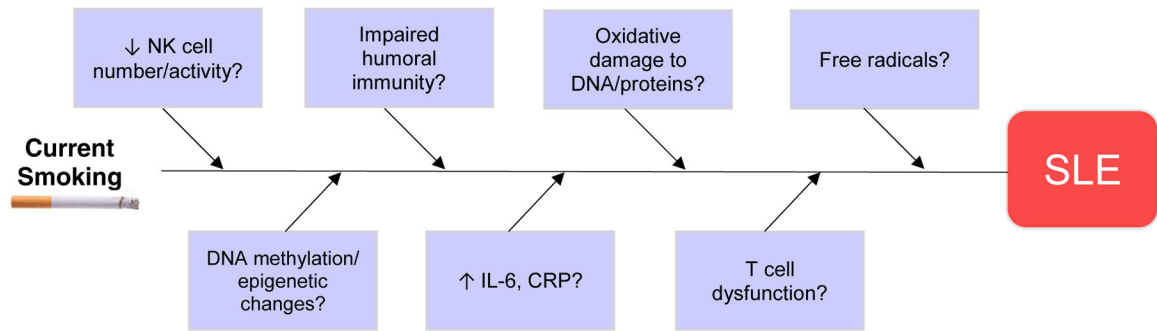 ↓ NK cell
number/activity?
Impaired
humoral
immunity?
Oxidative
damage to
DNA/proteins?
Free radicals?
Current
Smoking
SLE
DNA methylation/
epigenetic
changes?
↑ IL-6, CRP?
T cell
dysfunction?